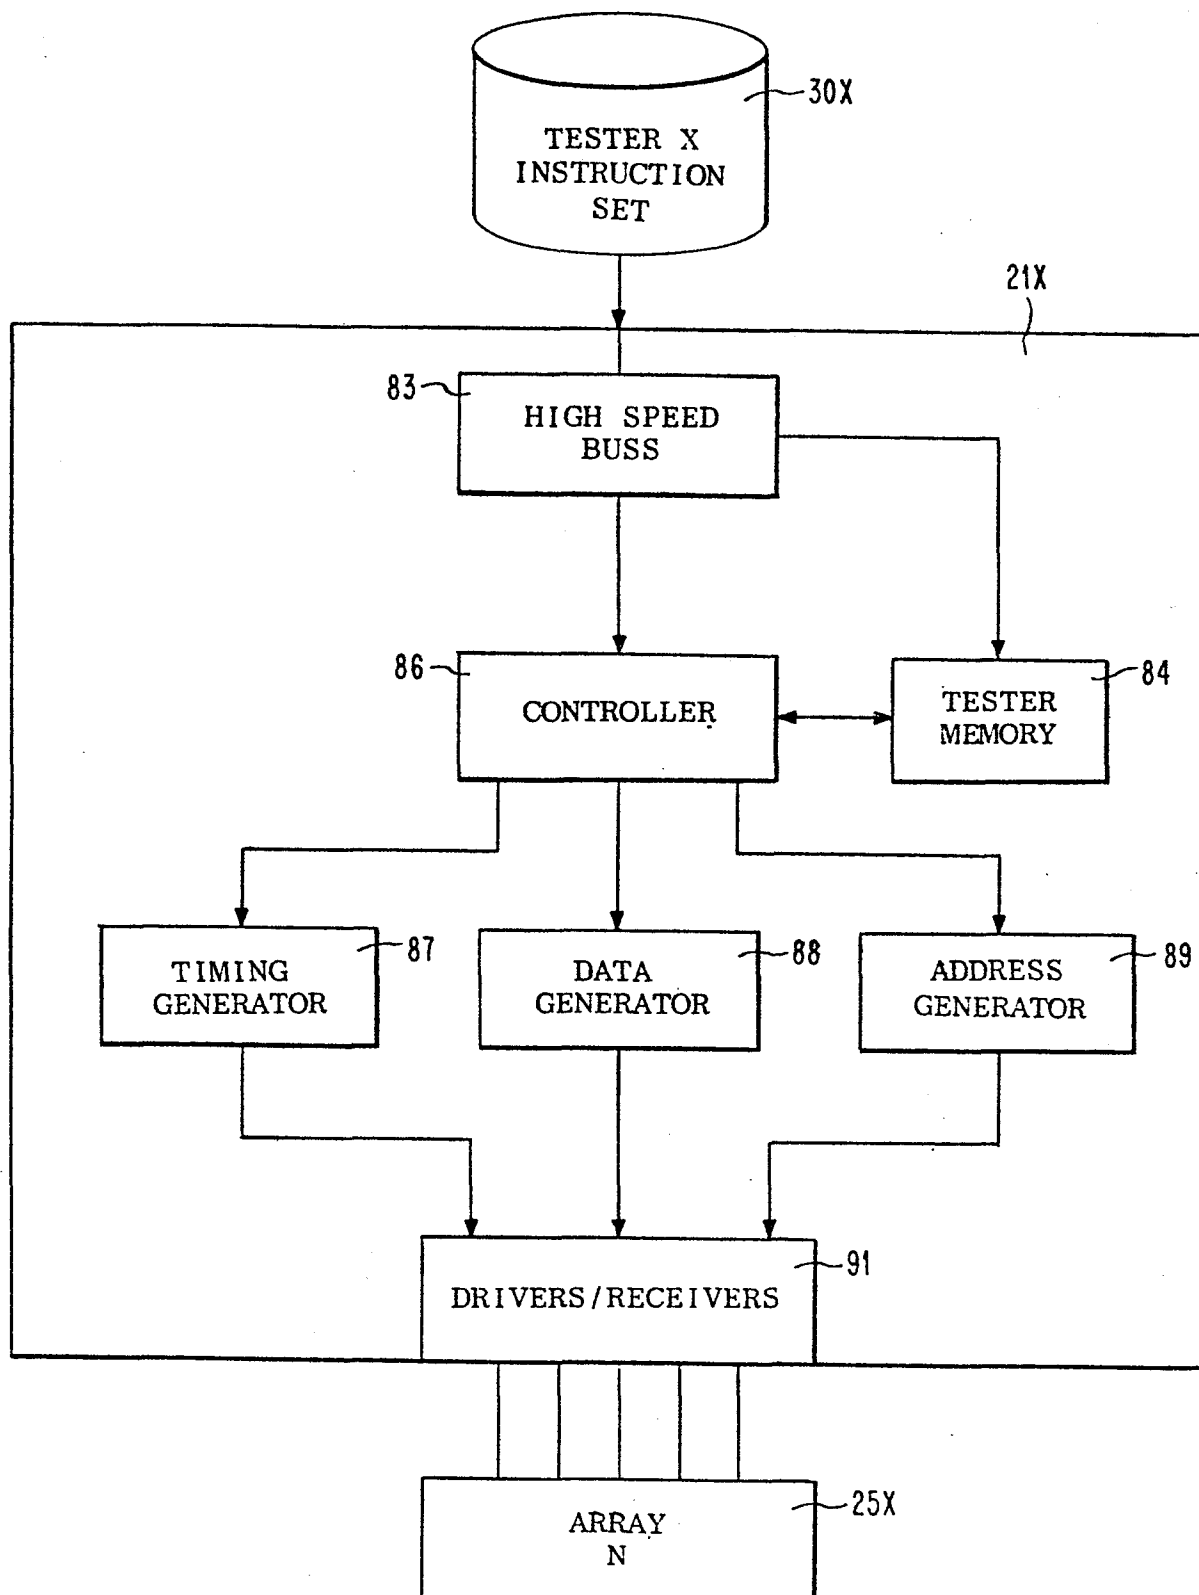 30X
TESTER X
INSTRUCTION
SET
21X
83
HIGH SPEED
BUSS
86
CONTROLLER
84
TESTER
MEMORY
87
TIMING
GENERATOR
88
DATA
GENERATOR
89
ADDRESS
GENERATOR
91
DRIVERS/RECEIVERS
25X
ARRAY
N